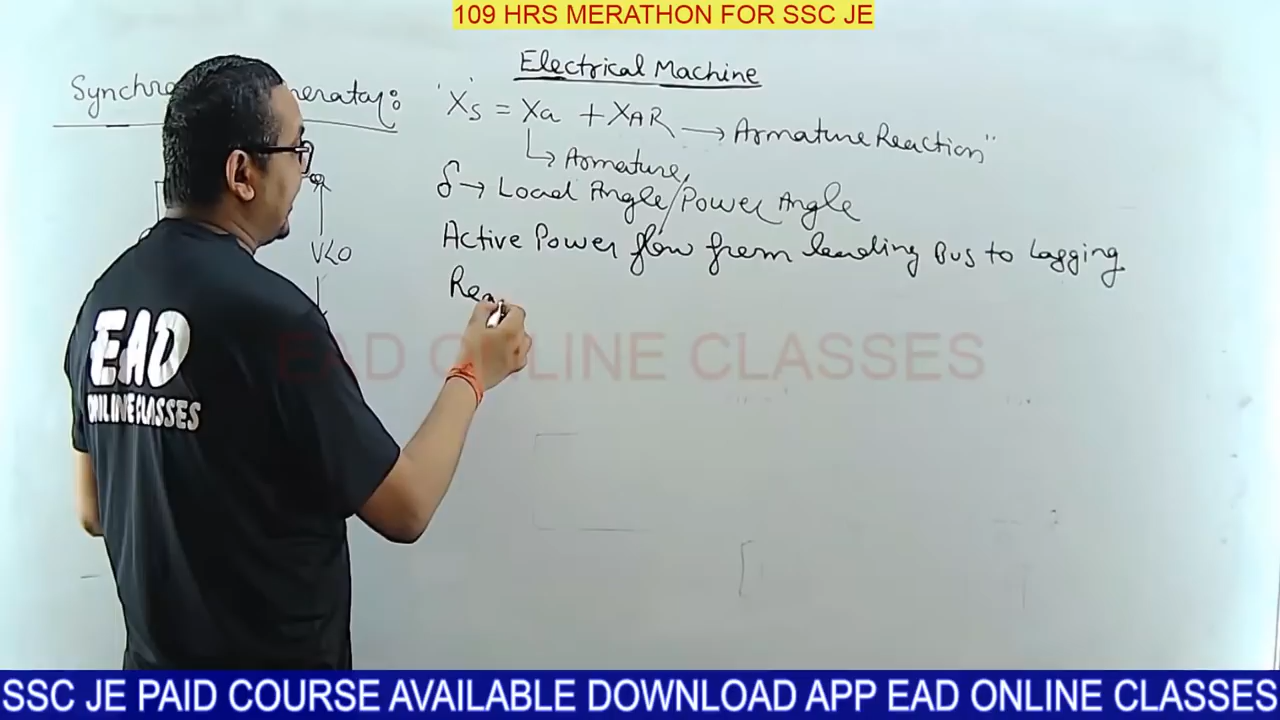 109 HRS MERATHON FOR SSC JE
Electrical Machine
Synchro nerator:
'Xs' = Xa + XAR → Armature Reaction"
↳ Armature,
δ → Load Angle/Power Angle
V∠0
Active Power flow from leading Bus to Lagging
Rea
EAD ONLINE CLASSES
EAD
ONLINE CLASSES
SSC JE PAID COURSE AVAILABLE DOWNLOAD APP EAD ONLINE CLASSES